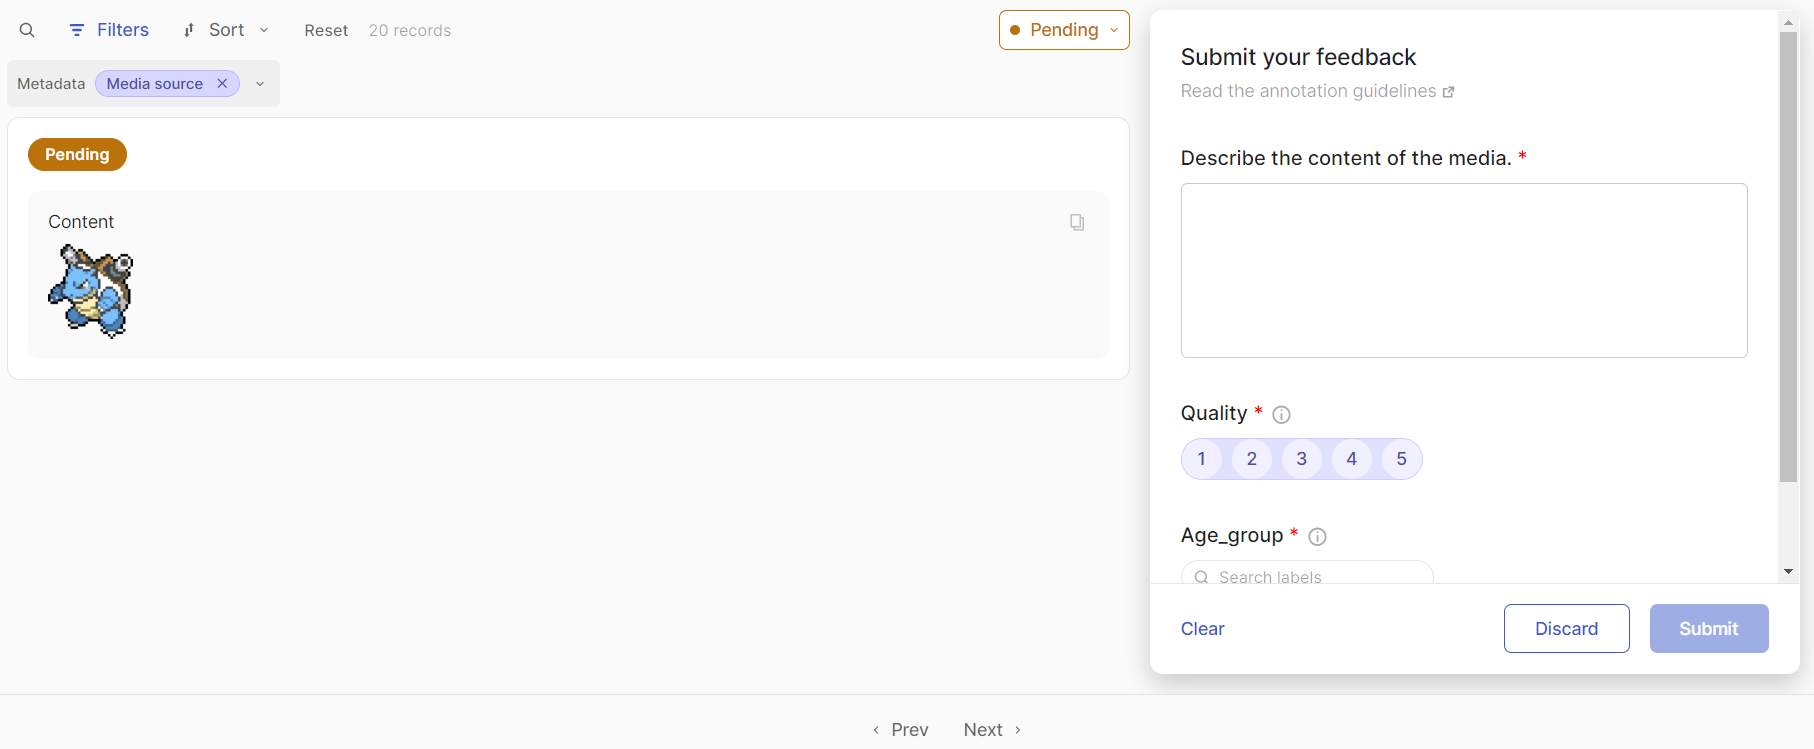 Filters Sort Reset 20 records Pending
Metadata Media source
Pending
Content
Submit your feedback
Read the annotation guidelines
Describe the content of the media. *
Quality *
1 2 3 4 5
Age_group *
Search labels
Clear Discard Submit
Prev Next